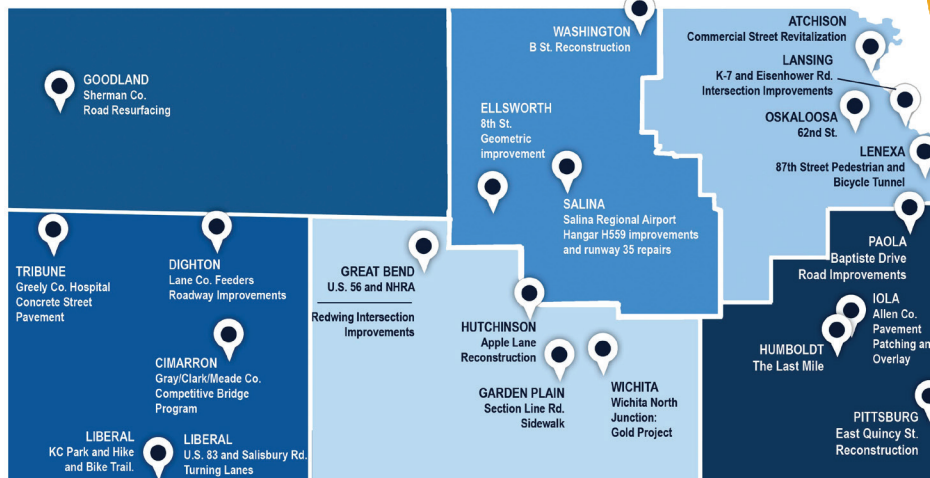 GOODLAND
Sherman Co.
Road Resurfacing
WASHINGTON
B St. Reconstruction
ELLSWORTH
8th St.
Geometric
improvement
SALINA
Salina Regional Airport
Hangar H559 improvements
and runway 35 repairs
ATCHISON
Commercial Street Revitalization
LANSING
K-7 and Eisenhower Rd.
Intersection Improvements
OSKALOOSA
62nd St.
LENEXA
87th Street Pedestrian and
Bicycle Tunnel
TRIBUNE
Greely Co. Hospital
Concrete Street
Pavement
DIGHTON
Lane Co. Feeders
Roadway Improvements
CIMARRON
Gray/Clark/Meade Co.
Competitive Bridge
Program
LIBERAL
KC Park and Hike
and Bike Trail.
LIBERAL
U.S. 83 and Salisbury Rd.
Turning Lanes
GREAT BEND
U.S. 56 and NHRA
Redwing Intersection
Improvements
HUTCHINSON
Apple Lane
Reconstruction
GARDEN PLAIN
Section Line Rd.
Sidewalk
WICHITA
Wichita North
Junction:
Gold Project
PAOLA
Baptiste Drive
Road Improvements
IOLA
Allen Co.
Pavement
Patching an
Overlay
HUMBOLDT
The Last Mile
PITTSBURG
East Quincy St.
Reconstruction